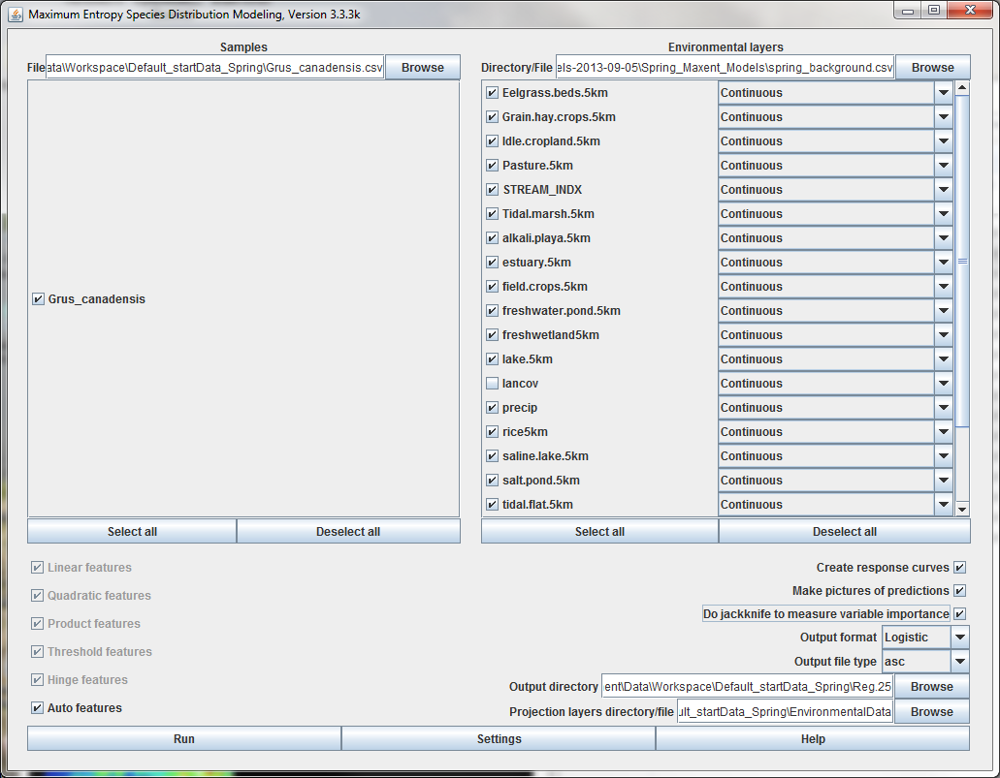 Maximum Entropy Species Distribution Modeling, Version 3.3.3k
Samples
File ata\Workspace\Default_startData_Spring\Grus_canadensis.csv Browse
Grus_canadensis
Select all Deselect all
Environmental layers
Directory/File els-2013-09-05\Spring_Maxent_Models\spring_background.csv Browse
Eelgrass.beds.5km Continuous
Grain.hay.crops.5km Continuous
Idle.cropland.5km Continuous
Pasture.5km Continuous
STREAM_INDX Continuous
Tidal.marsh.5km Continuous
alkali.playa.5km Continuous
estuary.5km Continuous
field.crops.5km Continuous
freshwater.pond.5km Continuous
freshwetland5km Continuous
lake.5km Continuous
lancov Continuous
precip Continuous
rice5km Continuous
saline.lake.5km Continuous
salt.pond.5km Continuous
tidal.flat.5km Continuous
Select all Deselect all
Linear features
Quadratic features
Product features
Threshold features
Hinge features
Auto features
Create response curves
Make pictures of predictions
Do jackknife to measure variable importance
Output format Logistic
Output file type asc
Output directory ent\Data\Workspace\Default_startData_Spring\Reg.25 Browse
Projection layers directory/file ult_startData_Spring\EnvironmentalData Browse
Run Settings Help